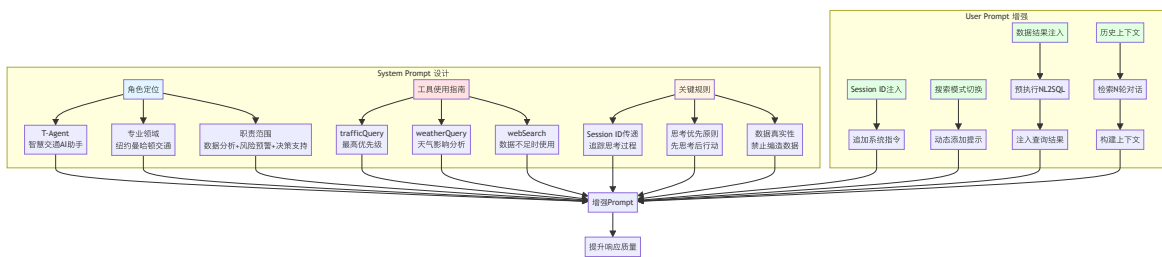 System Prompt 设计
角色定位
工具使用指南
关键规则
T-Agent
智慧交通AI助手
专业领域
纽约曼哈顿交通
职责范围
数据分析+风险预警+决策支持
trafficQuery
最高优先级
weatherQuery
天气影响分析
webSearch
数据不足时使用
Session ID传递
追踪思考过程
思考优先原则
先思考后行动
数据真实性
禁止编造数据
User Prompt 增强
数据结果注入
历史上下文
Session ID注入
搜索模式切换
预执行NL2SQL
检索N轮对话
追加系统指令
动态添加提示
注入查询结果
构建上下文
增强Prompt
提升响应质量